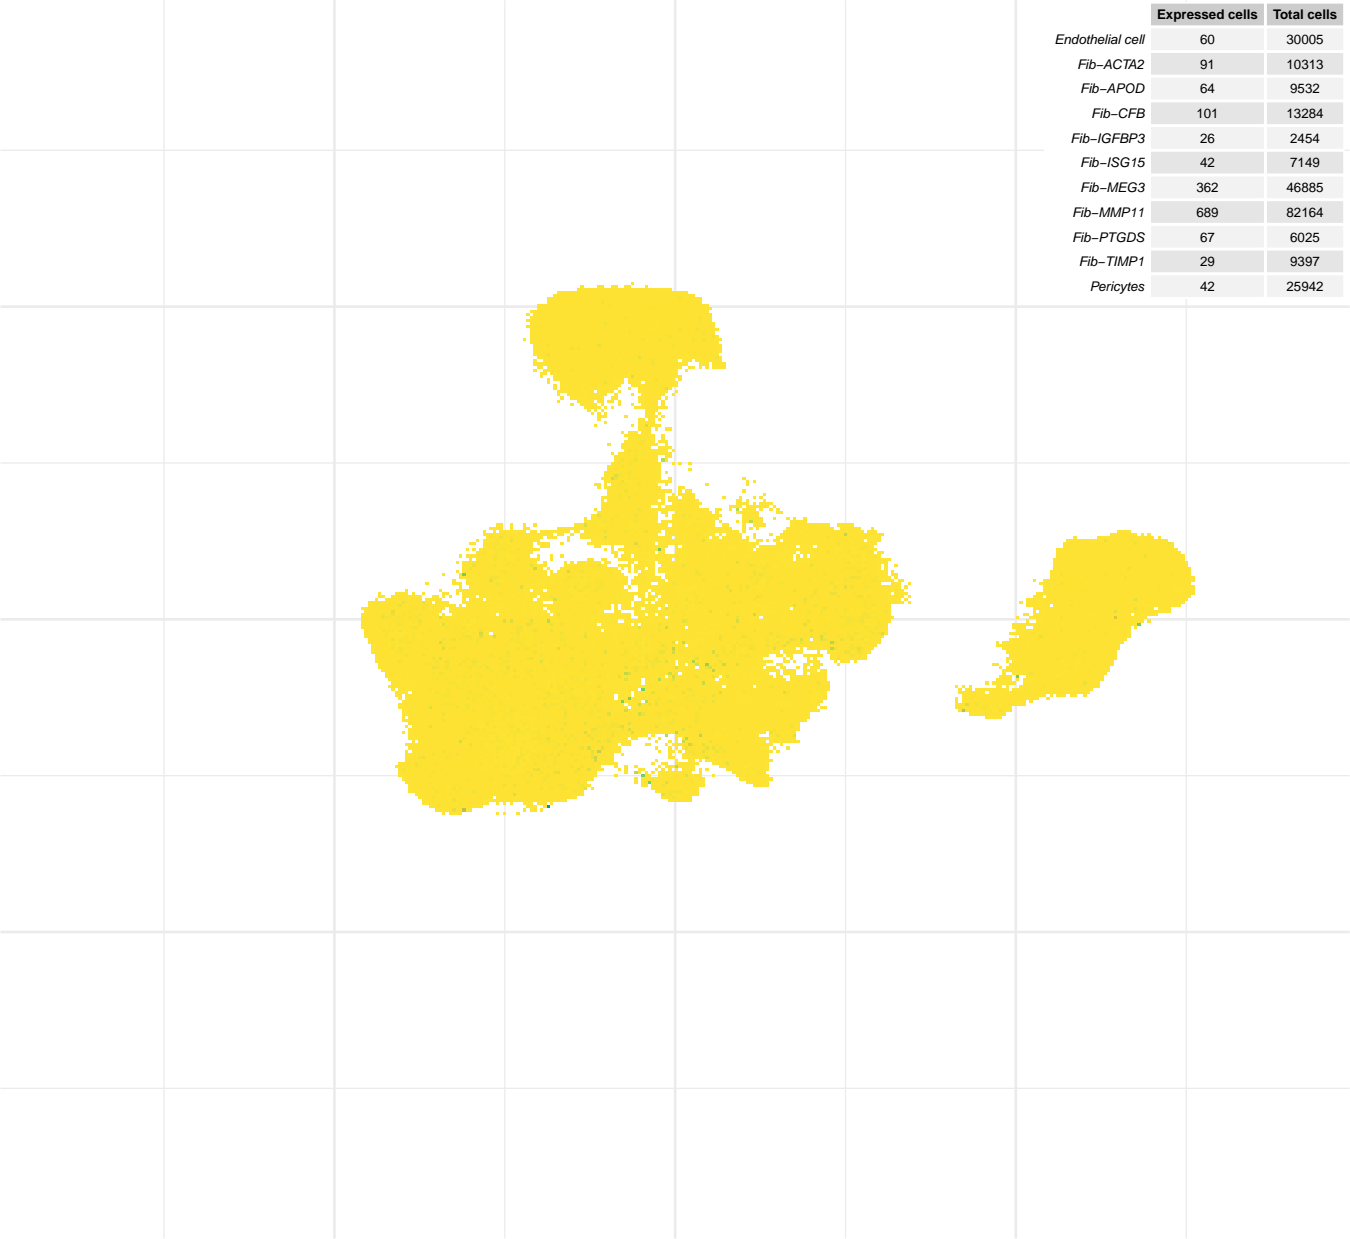 Expressed cells Total cells
Endothelial cell 60 30005
Fib−ACTA2 91 10313
Fib−APOD 64 9532
Fib−CFB 101 13284
Fib−IGFBP3 26 2454
Fib−ISG15 42 7149
Fib−MEG3 362 46885
Fib−MMP11 689 82164
Fib−PTGDS 67 6025
Fib−TIMP1 29 9397
Pericytes 42 25942